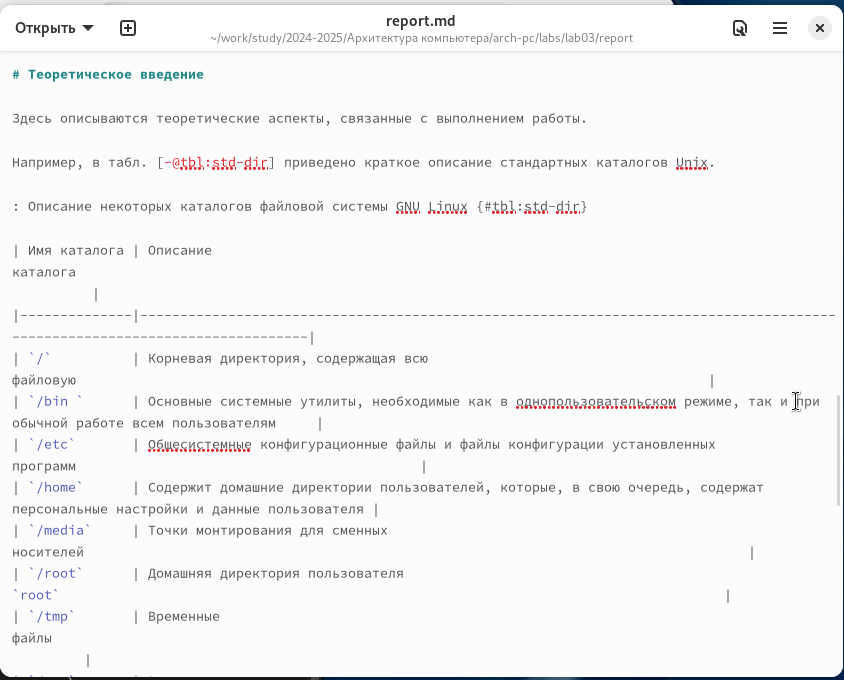 Открыть
report.md
~/work/study/2024-2025/Архитектура компьютера/arch-pc/labs/lab03/report
# Теоретическое введение
Здесь описываются теоретические аспекты, связанные с выполнением работы.
Например, в табл. [-@tbl:std-dir] приведено краткое описание стандартных каталогов Unix.
: Описание некоторых каталогов файловой системы GNU Linux {#tbl:std-dir}
| Имя каталога | Описание
каталога
|
|--------------|---------------------------------------------------------------------------------------
-------------------------------------|
| `/` | Корневая директория, содержащая всю
файловую |
| `/bin ` | Основные системные утилиты, необходимые как в однопользовательском режиме, так и при
обычной работе всем пользователям |
| `/etc` | Общесистемные конфигурационные файлы и файлы конфигурации установленных
программ |
| `/home` | Содержит домашние директории пользователей, которые, в свою очередь, содержат
персональные настройки и данные пользователя |
| `/media` | Точки монтирования для сменных
носителей |
| `/root` | Домашняя директория пользователя
`root` |
| `/tmp` | Временные
файлы
|